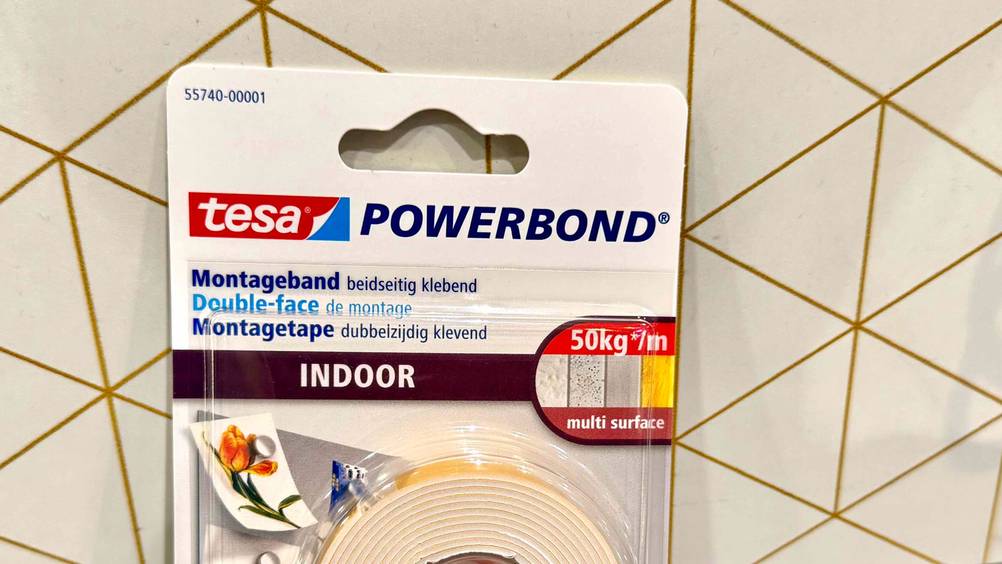 55740-00001
tesa® POWERBOND®
Montageband beidseitig klebend
Double-face de montage
Montagetape dubbelzijdig klevend
50kg*/m
INDOOR
multi surface